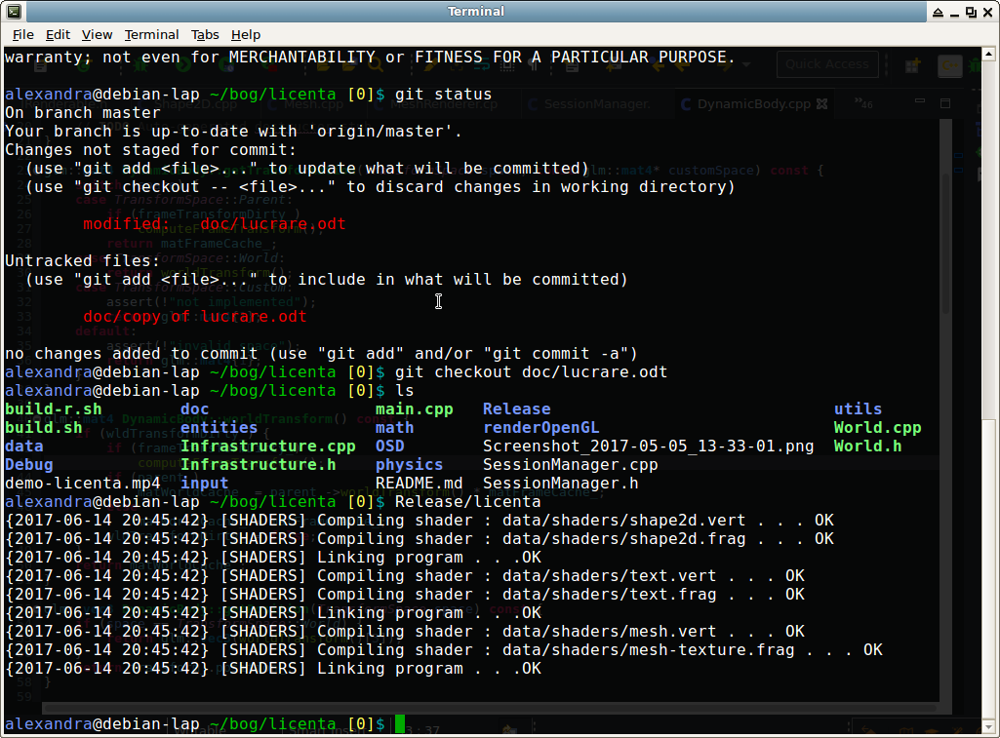 Terminal
File Edit View Terminal Tabs Help
warranty; not even for MERCHANTABILITY or FITNESS FOR A PARTICULAR PURPOSE.
Quick Access
alexandra@debian-lap ~/bog/licenta [0]$ git status
SessionManager.
DynamicBody.cpp
"46
On branch master
Your branch is up-to-date with 'origin/master'.
Changes not staged for commit:
(use "git add <file>..." to update what will be committed)
(use "git checkout -- <file>..." to discard changes in working directory)
modified: doc/lucrare.odt
Untracked files:
(use "git add <file>..." to include in what will be committed)
doc/copy of lucrare.odt
no changes added to commit (use "git add" and/or "git commit -a")
alexandra@debian-lap ~/bog/licenta [0]$ git checkout doc/lucrare.odt
alexandra@debian-lap ~/bog/licenta [0]$ ls
build-r.sh doc main.cpp Release utils
build.sh entities math renderOpenGL World.cpp
data Infrastructure.cpp OSD Screenshot_2017-05-05_13-33-01.png World.h
Debug Infrastructure.h physics SessionManager.cpp
demo-licenta.mp4 input README.md SessionManager.h
alexandra@debian-lap ~/bog/licenta [0]$ Release/licenta
{2017-06-14 20:45:42} [SHADERS] Compiling shader : data/shaders/shape2d.vert . . . OK
{2017-06-14 20:45:42} [SHADERS] Compiling shader : data/shaders/shape2d.frag . . . OK
{2017-06-14 20:45:42} [SHADERS] Linking program . . .OK
{2017-06-14 20:45:42} [SHADERS] Compiling shader : data/shaders/text.vert . . . OK
{2017-06-14 20:45:42} [SHADERS] Compiling shader : data/shaders/text.frag . . . OK
{2017-06-14 20:45:42} [SHADERS] Linking program . . .OK
{2017-06-14 20:45:42} [SHADERS] Compiling shader : data/shaders/mesh.vert . . . OK
{2017-06-14 20:45:42} [SHADERS] Compiling shader : data/shaders/mesh-texture.frag . . . OK
{2017-06-14 20:45:42} [SHADERS] Linking program . . .OK
alexandra@debian-lap ~/bog/licenta [0]$